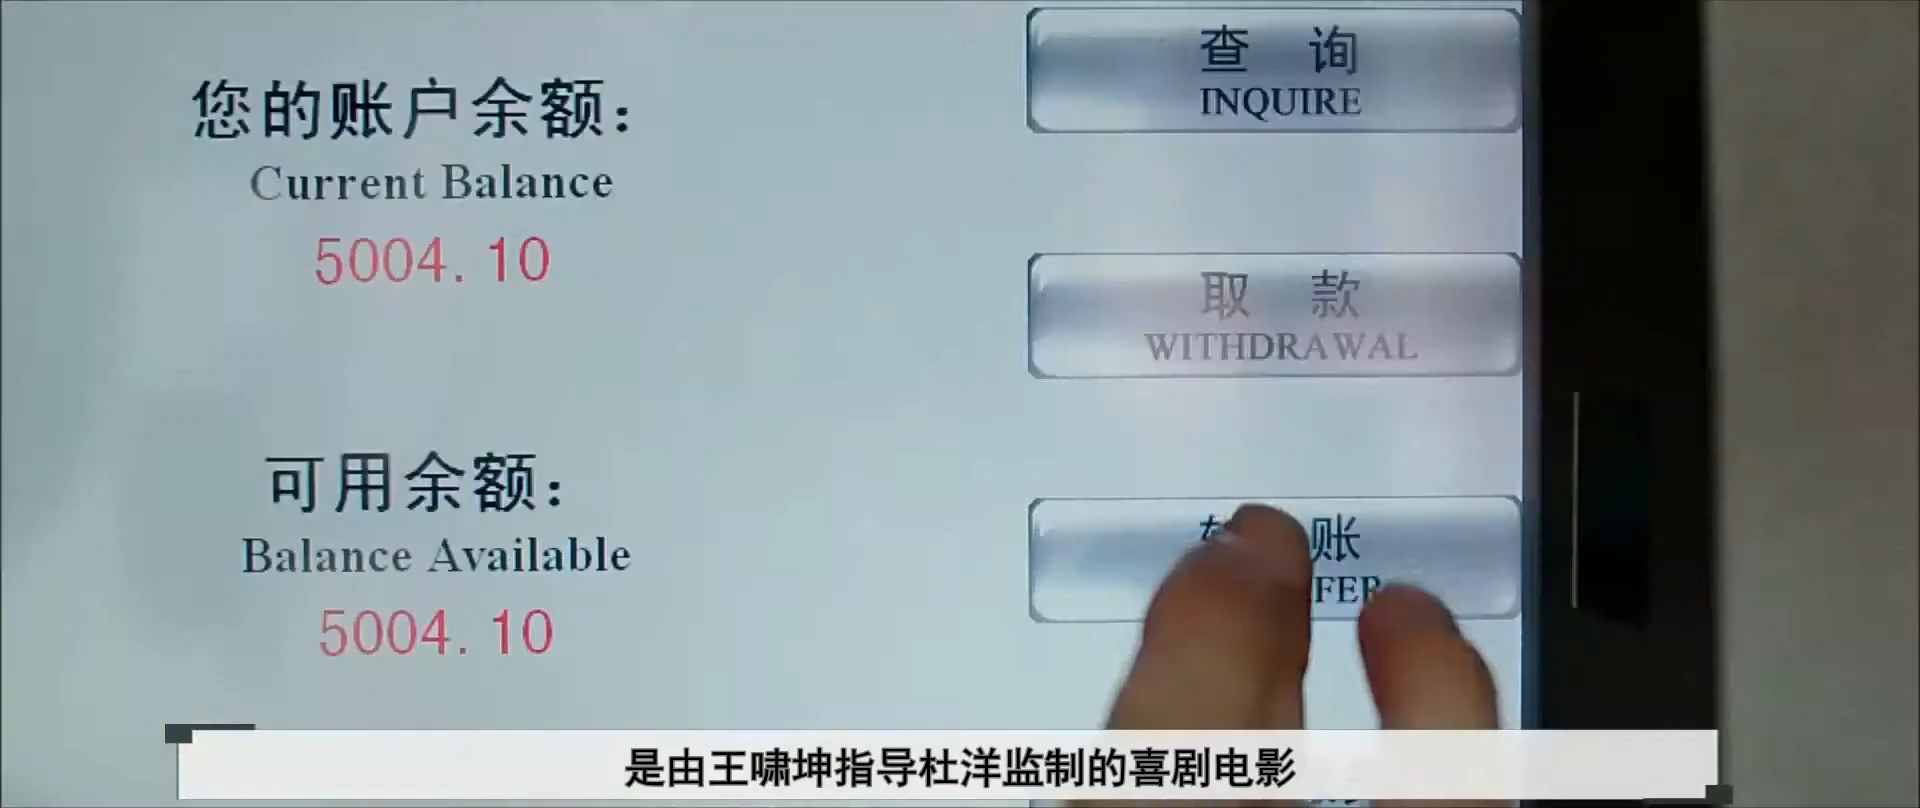 您的账户余额：
Current Balance
5004.10
可用余额：
Balance Available
5004.10
查 询
INQUIRE
取 款
WITHDRAWAL
账
FER
是由王啸坤指导杜洋监制的喜剧电影